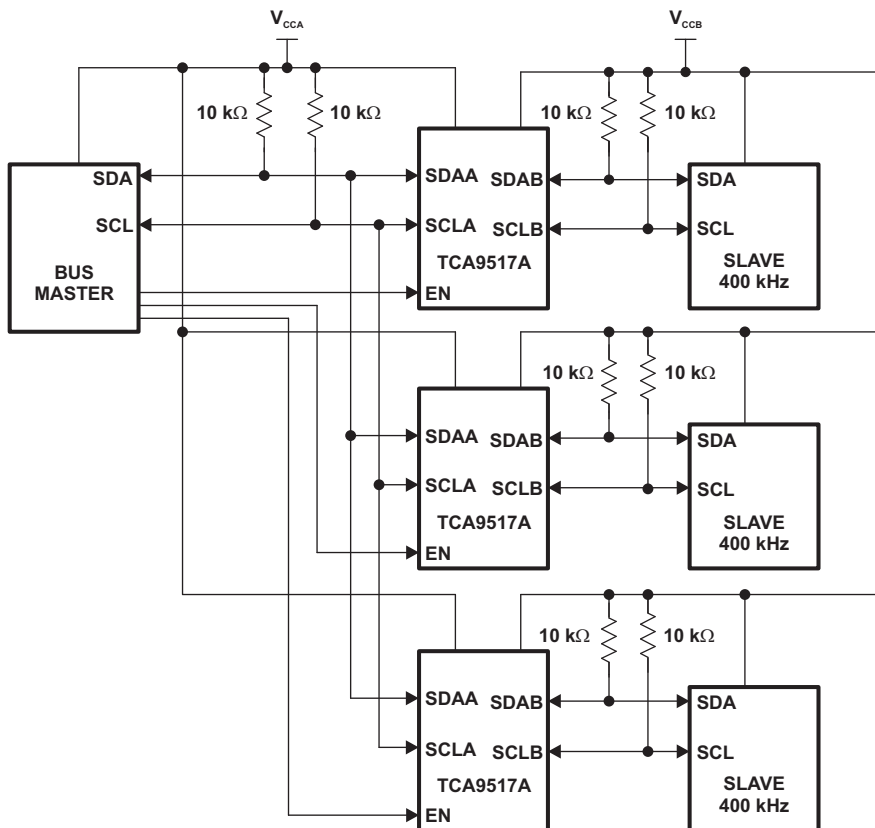 VCCA
VCCB
10 kΩ
10 kΩ
10 kΩ
10 kΩ
SDA
SCL
BUS
MASTER
SDAA
SDAB
SCLA
SCLB
TCA9517A
EN
SDA
SCL
SLAVE
400 kHz
10 kΩ
10 kΩ
SDAA
SDAB
SCLA
SCLB
TCA9517A
EN
SDA
SCL
SLAVE
400 kHz
10 kΩ
10 kΩ
SDAA
SDAB
SCLA
SCLB
TCA9517A
EN
SDA
SCL
SLAVE
400 kHz